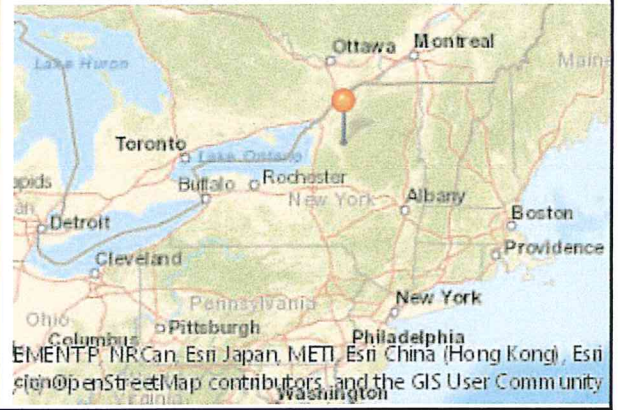 Ottawa Montreal
Lake Huron
Maine
Toronto
Lake Ontario
Buffalo Rochester
New York
Albany
Detroit
Boston
Providence
Cleveland
Pennsylvania
New York
Ohio
Pittsburgh
Columbus
Philadelphia
EMENT P, NRCan, Esri Japan, METI, Esri China (Hong Kong), Esri
OpenStreetMap contributors, and the GIS User Community
Washington
Virginia